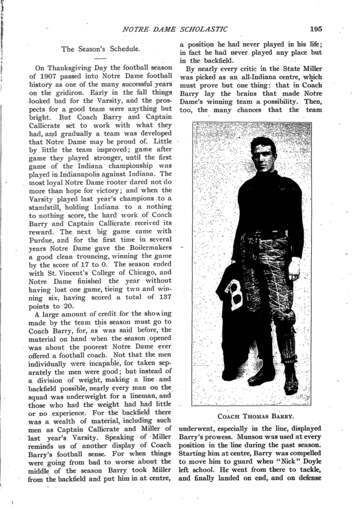 NOTRE DAME SCHOLASTIC 195
The Season's Schedule.
On Thanksgiving Day the football season
of 1907 passed into Notre Dame football
history as one of the many successful years
on the gridiron. Early in the fall things
looked bad for the Varsity, and the pros-
pects for a good team were anything but
bright. But Coach Barry and Captain
Callicrate set to work with what they
had, and gradually a team was developed
that Notre Dame may be proud of. Little
by little the team improved; game after
game they played stronger, until the first
game of the Indiana championship was
played in Indianapolis against Indiana. The
most loyal Notre Dame rooter dared not do
more than hope for victory; and when the
Varsity played last year's champions to a
standstill, holding Indiana to a nothing
to nothing score, the hard work of Coach
Barry and Captain Callicrate received its
reward. The next big game came with
Purdue, and for the first time in several
years Notre Dame gave the Boilermakers
a good clean trouncing, winning the game
by the score of 17 to 0. The season ended
with St. Vincent's College of Chicago, and
Notre Dame finished the year without
having lost one game, tieing two and win-
ning six, having scored a total of 137
points to 20.
A large amount of credit for the showing
made by the team this season must go to
Coach Barry, for, as was said before, the
material on hand when the season opened
was about the poorest Notre Dame ever
offered a football coach. Not that the men
individually were incapable, for taken sep-
arately the men were good; but instead of
a division of weight, making a line and
backfield possible, nearly every man on the
squad was underweight for a lineman, and
those who had the weight had had little
or no experience. For the backfield there
was a wealth of material, including such
men as Captain Callicrate and Miller of
last year's Varsity. Speaking of Miller
reminds us of another display of Coach
Barry's football sense. For when things
were going from bad to worse about the
middle of the season Barry took Miller
from the backfield and put him in at centre,
a position he had never played in his life;
in fact he had never played any place but
in the backfield.
By nearly every critic in the State Miller
was picked as an all-Indiana centre, which
must prove but one thing: that in Coach
Barry lay the brains that made Notre
Dame's winning team a possibility. Then,
too, the many chances that the team
COACH THOMAS BARRY.
underwent, especially in the line, displayed
Barry's prowess. Munson was used at every
position in the line during the past season.
Starting him at centre, Barry was compelled
to move him to guard when "Nick" Doyle
left school. He went from there to tackle,
and finally landed on end, and on defense